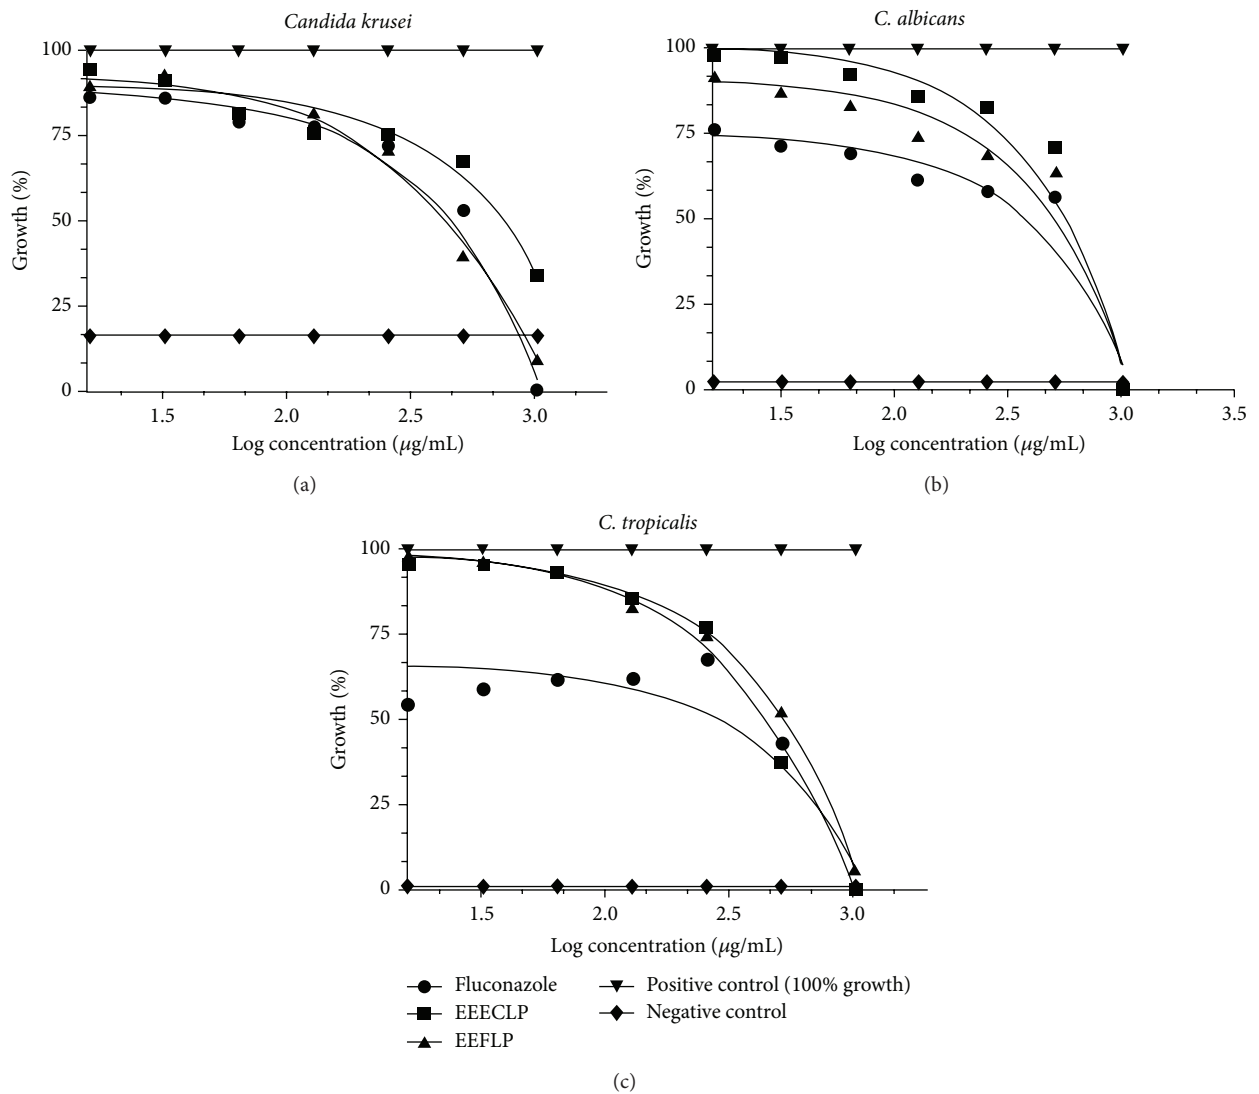 Candida krusei
100
75
50
25
0
Growth (%)
1.5 2.0 2.5 3.0
Log concentration (µg/mL)
(a)
C. albicans
100
75
50
25
0
Growth (%)
1.5 2.0 2.5 3.0 3.5
Log concentration (µg/mL)
(b)
C. tropicalis
100
75
50
25
0
Growth (%)
1.5 2.0 2.5 3.0
Log concentration (µg/mL)
Fluconazole
EEECLP
EEFLP
Positive control (100% growth)
Negative control
(c)